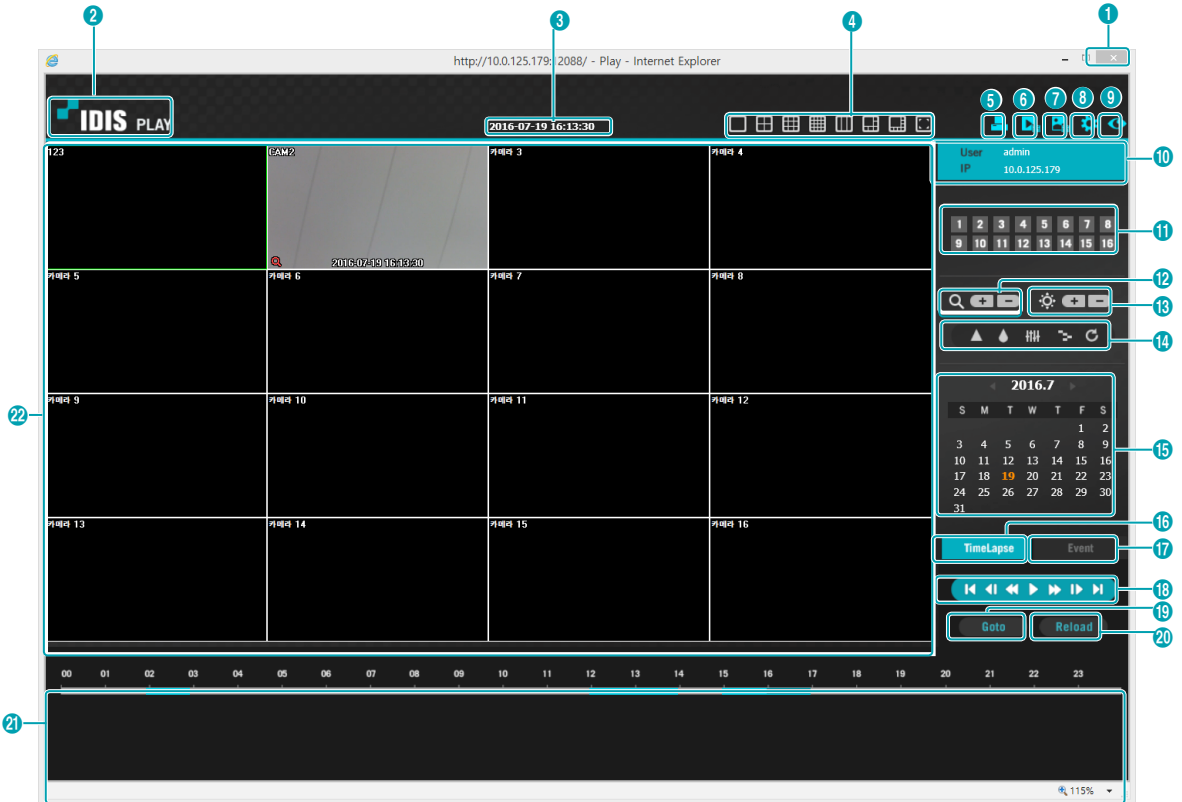 2
3
4
1
http://10.0.125.179:12088/ - Play - Internet Explorer
5 6 7 8 9
IDIS PLAY
2016-07-19 16:13:30
123
CAM2
카메라 3
카메라 4
2016-07-19 16:13:30
User admin
IP 10.0.125.179
10
1 2 3 4 5 6 7 8
9 10 11 12 13 14 15 16
11
카메라 5
카메라 6
카메라 7
카메라 8
12
13
14
2016.7
S M T W T F S
1 2
3 4 5 6 7 8 9
10 11 12 13 14 15 16
17 18 19 20 21 22 23
24 25 26 27 28 29 30
31
15
22
카메라 9
카메라 10
카메라 11
카메라 12
카메라 13
카메라 14
카메라 15
카메라 16
16
TimeLapse
Event
17
18
19
Goto
Reload
20
00 01 02 03 04 05 06 07 08 09 10 11 12 13 14 15 16 17 18 19 20 21 22 23
21
115%